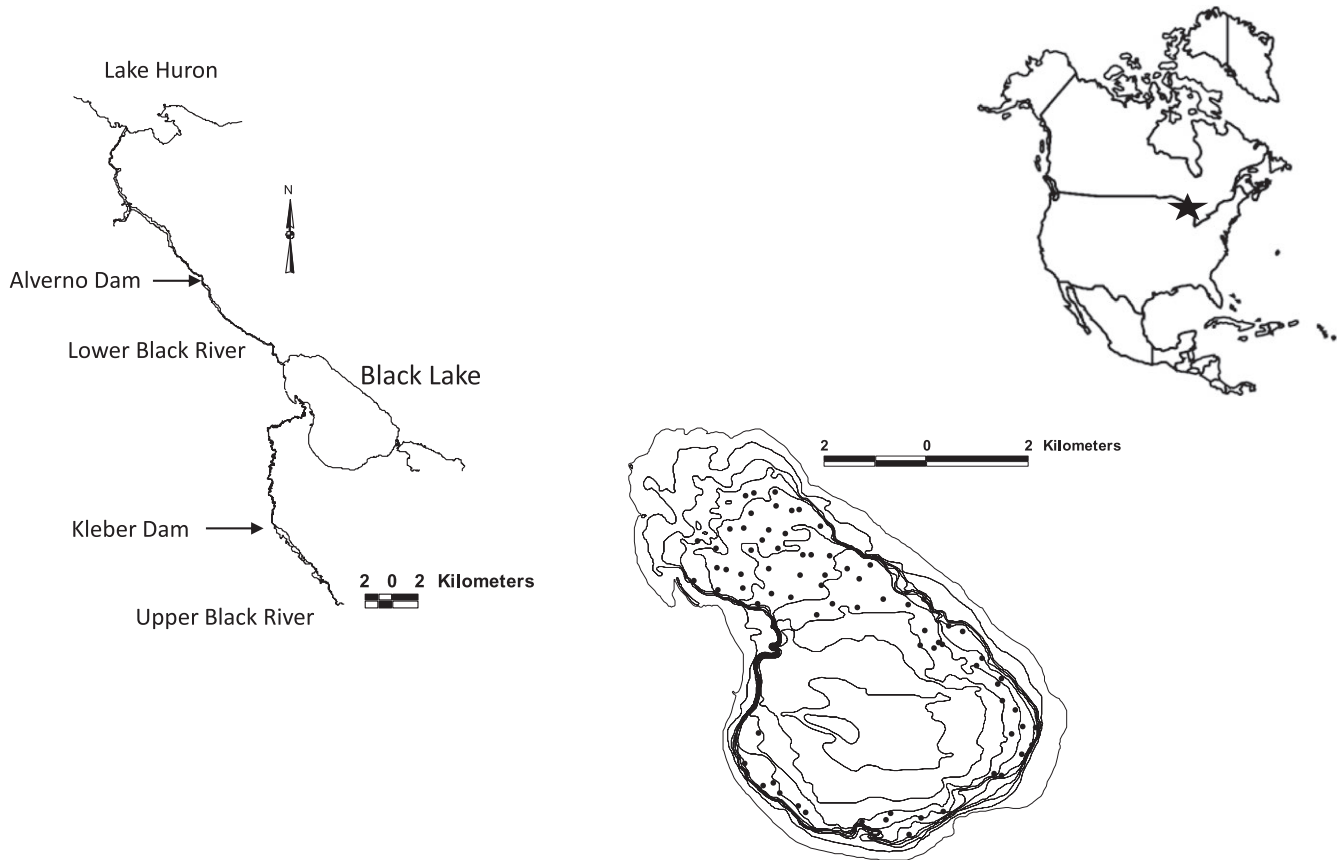 Lake Huron
N
Alverno Dam
Lower Black River
Black Lake
Kleber Dam
2 0 2 Kilometers
Upper Black River
2 0 2 Kilometers